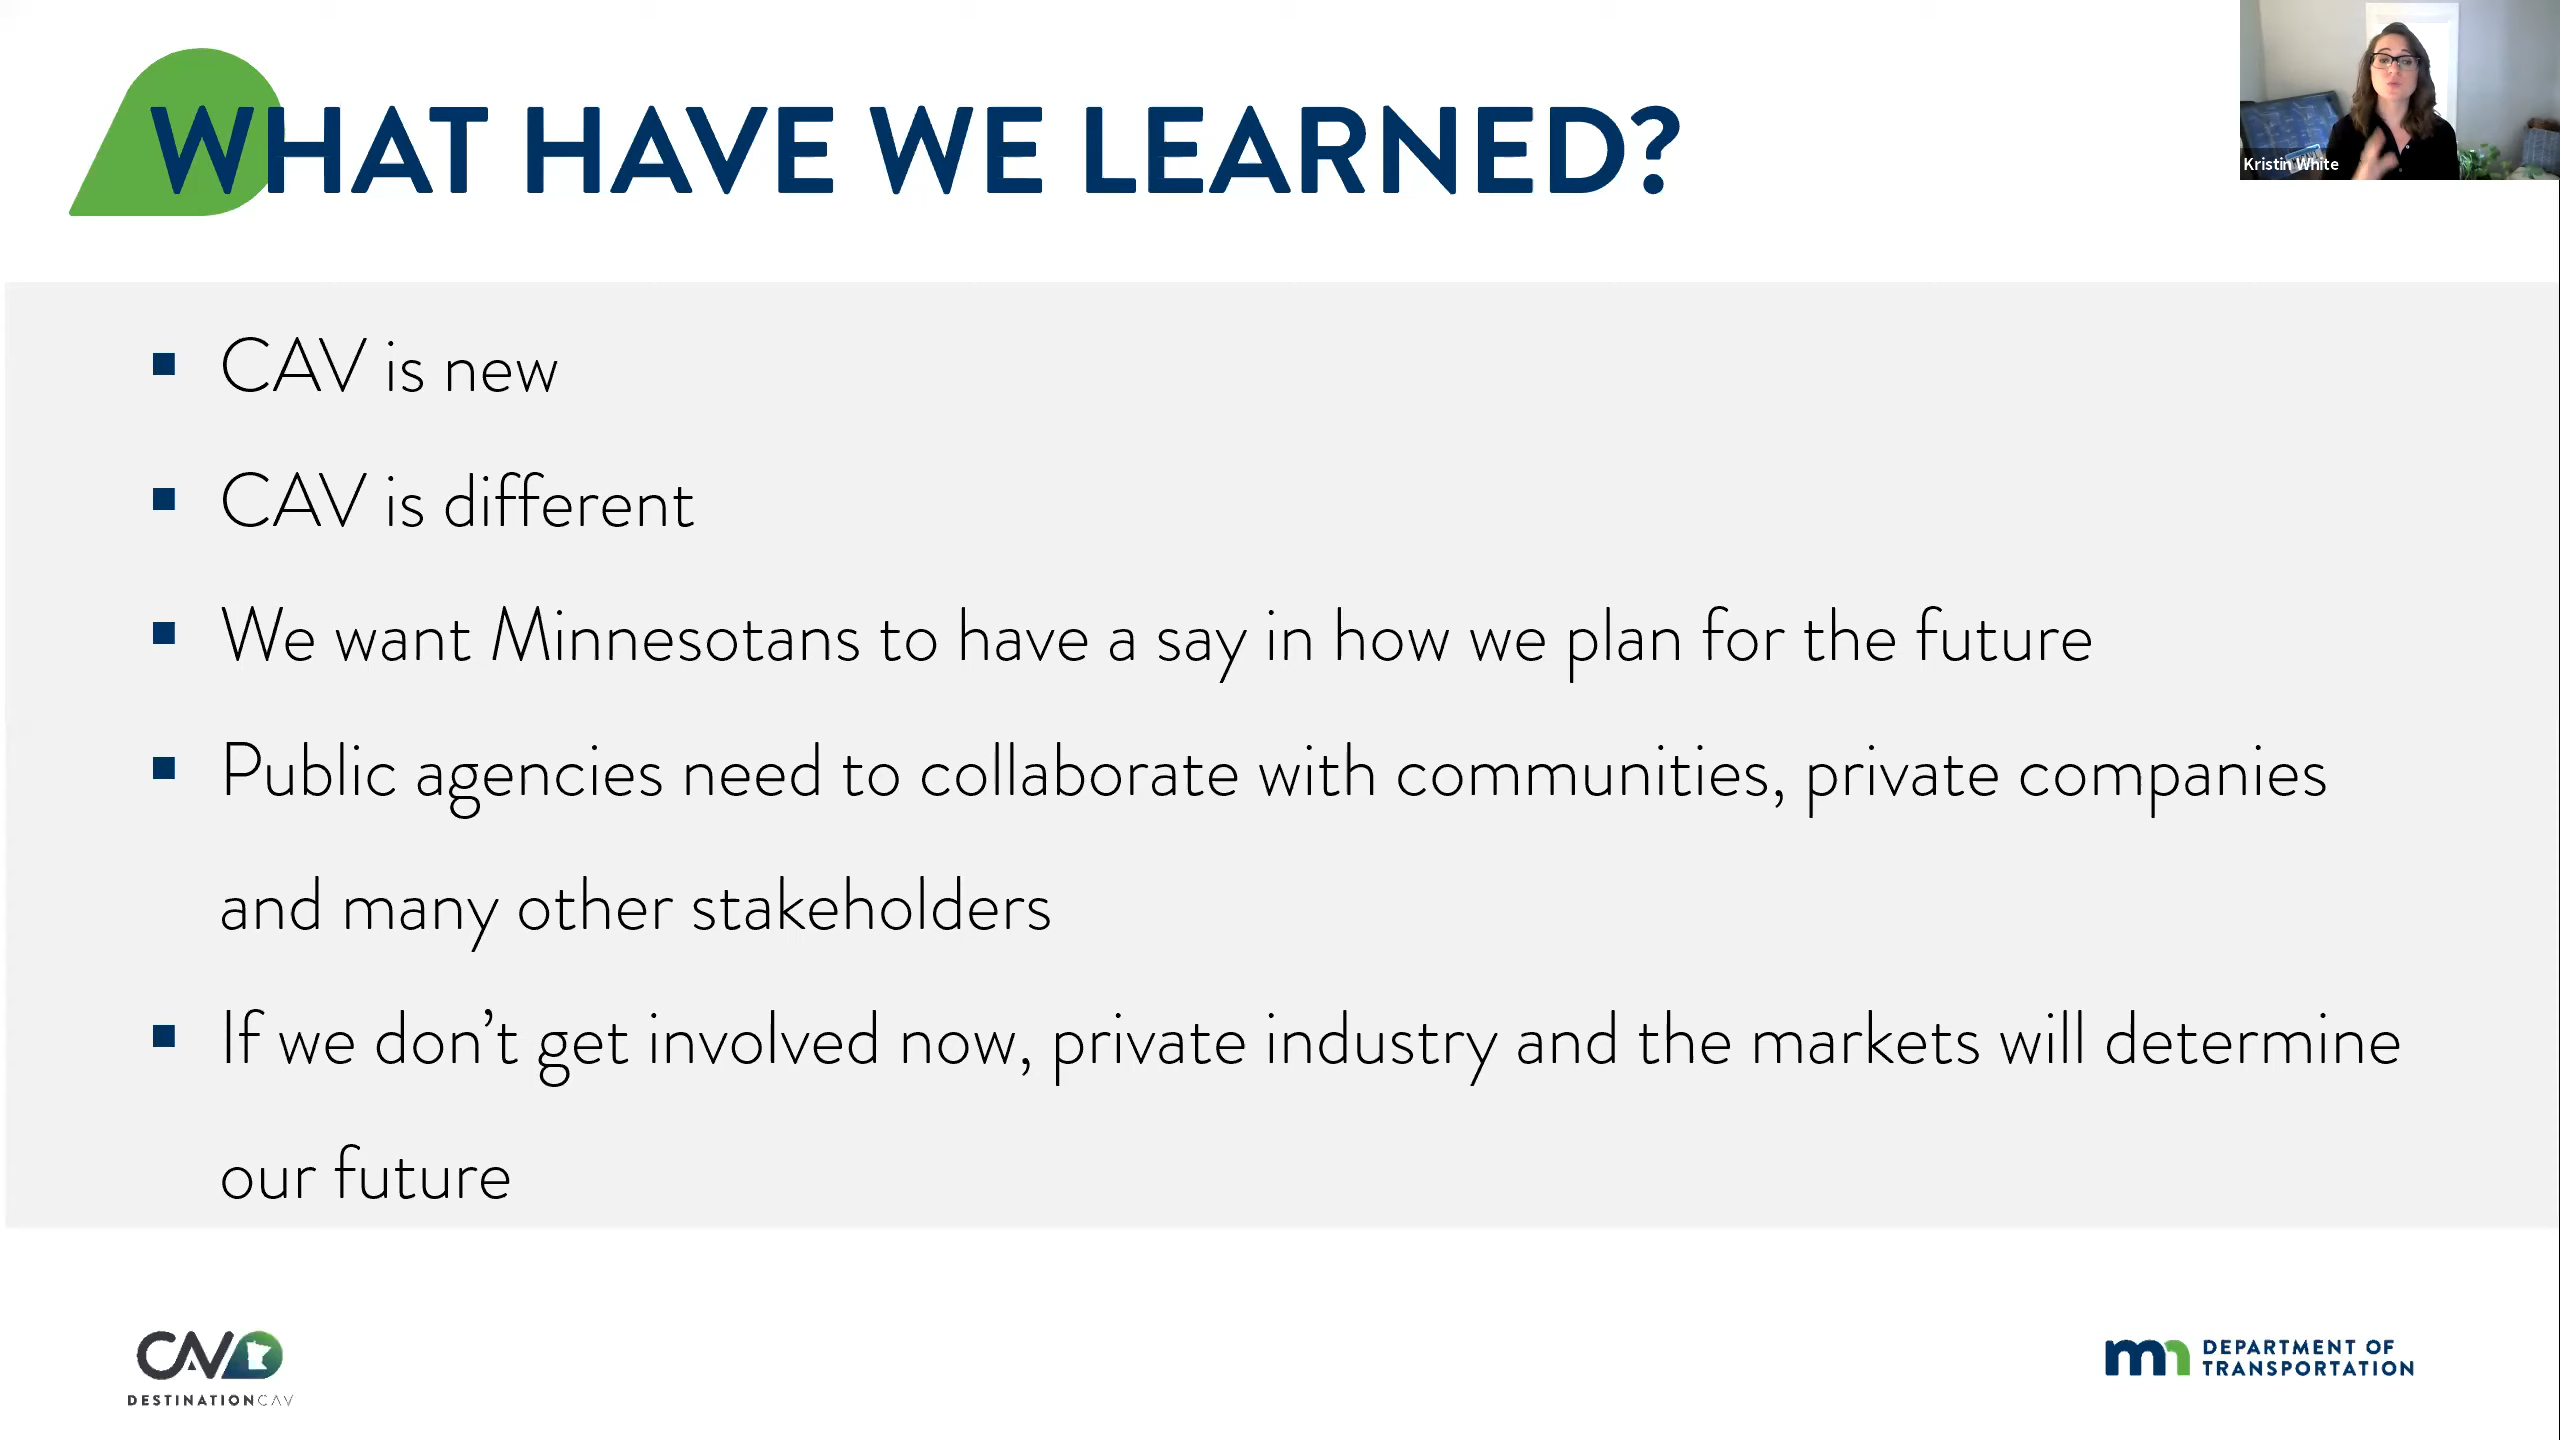 WHAT HAVE WE LEARNED?
Kristin White
▪ CAV is new
▪ CAV is different
▪ We want Minnesotans to have a say in how we plan for the future
▪ Public agencies need to collaborate with communities, private companies
and many other stakeholders
▪ If we don’t get involved now, private industry and the markets will determine
our future
CAV
DESTINATIONCAV
mn DEPARTMENT OF
TRANSPORTATION